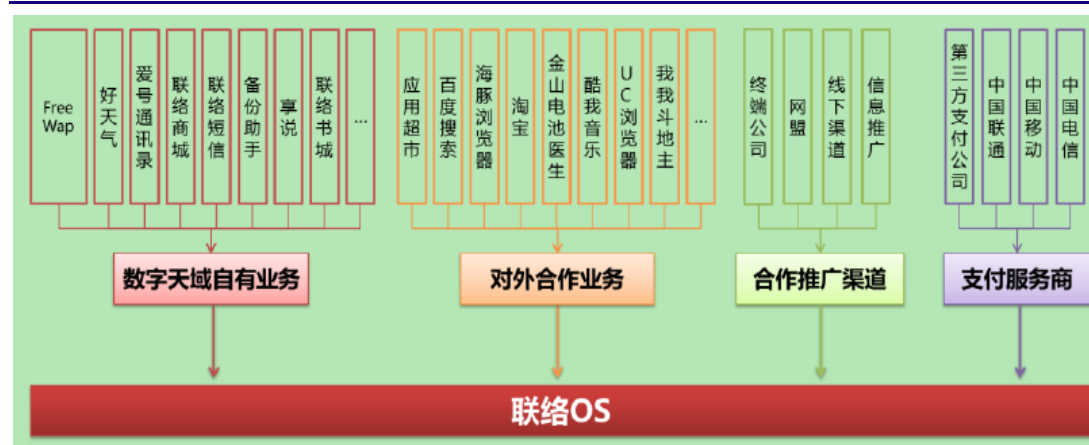 Free
Wap
好天气
爱号通讯录
联络商城
联络短信
备份助手
享说
联络书城
...
应用超市
百度搜索
海豚浏览器
淘宝
金山电池医生
酷我音乐
UC浏览器
我我斗地主
...
终端公司
网盟
线下渠道
信息推广
第三方支付公司
中国联通
中国移动
中国电信
数字天域自有业务
对外合作业务
合作推广渠道
支付服务商
联络OS